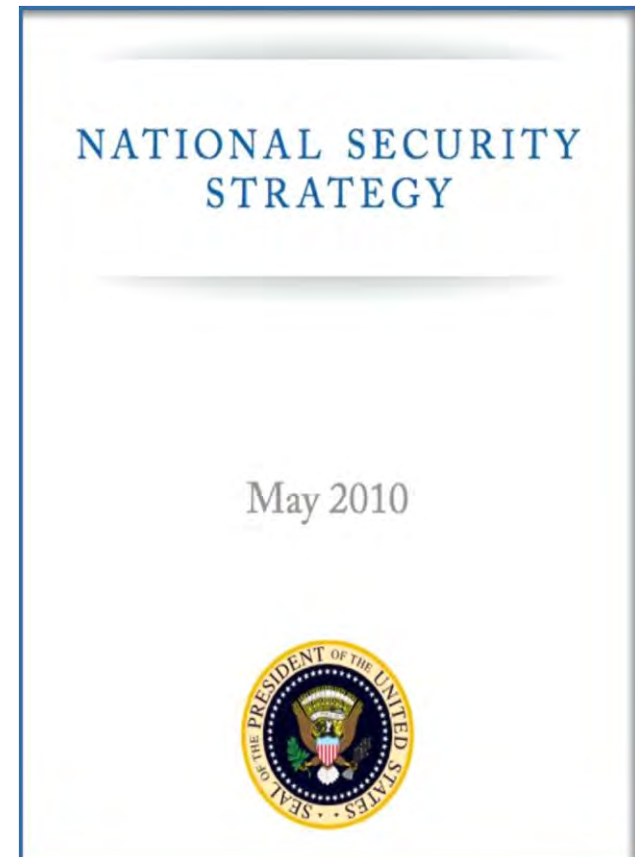 NATIONAL SECURITY
STRATEGY
May 2010
SEAL OF THE PRESIDENT OF THE UNITED STATES